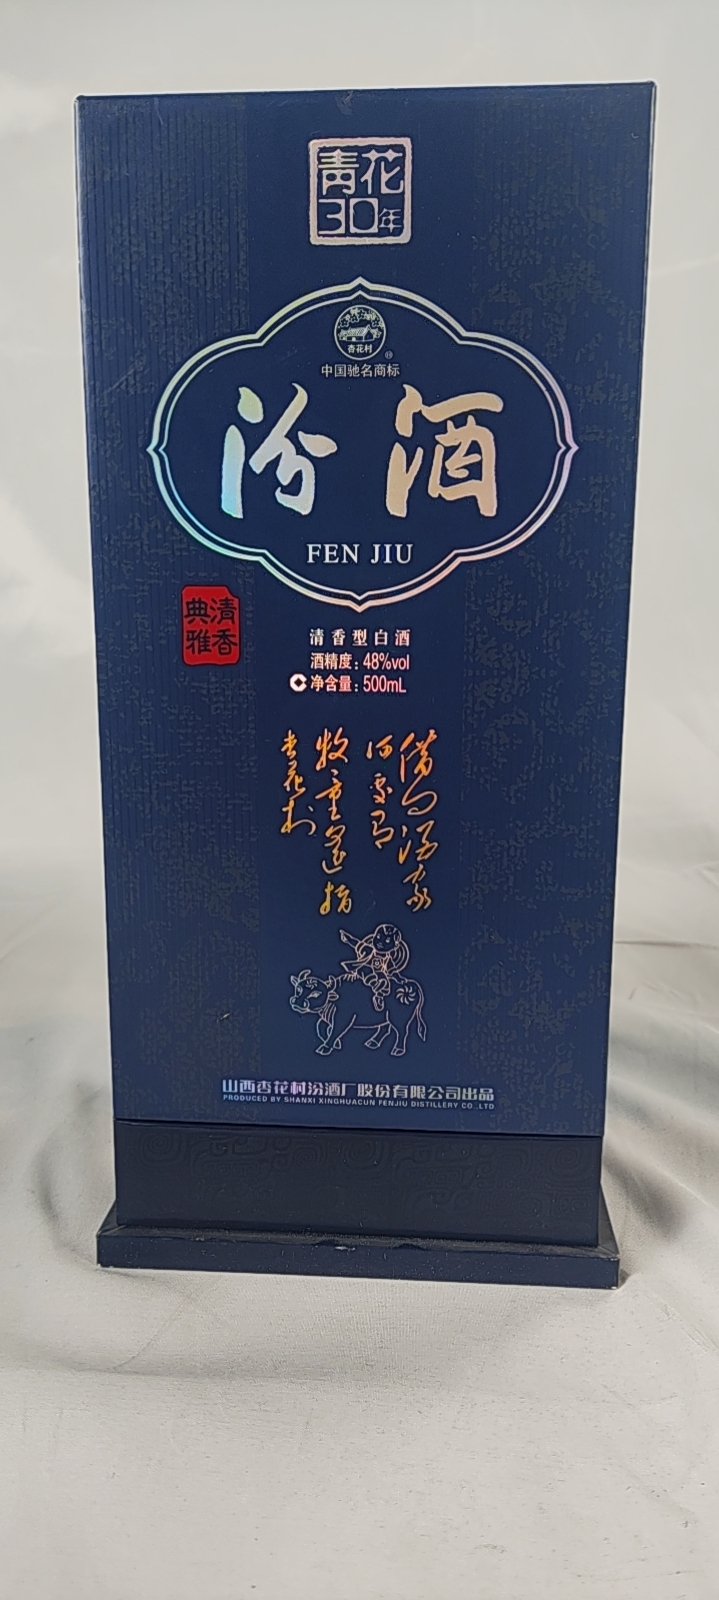 青花
30年
杏花村
®
中国驰名商标
汾酒
FEN JIU
清香
典雅
清香型白酒
酒精度：48%vol
C 净含量：500mL
借问酒家
何处有
牧童遥指
杏花村
山西杏花村汾酒厂股份有限公司出品
PRODUCED BY SHANXI XINGHUACUN FENJIU DISTILLERY CO.,LTD